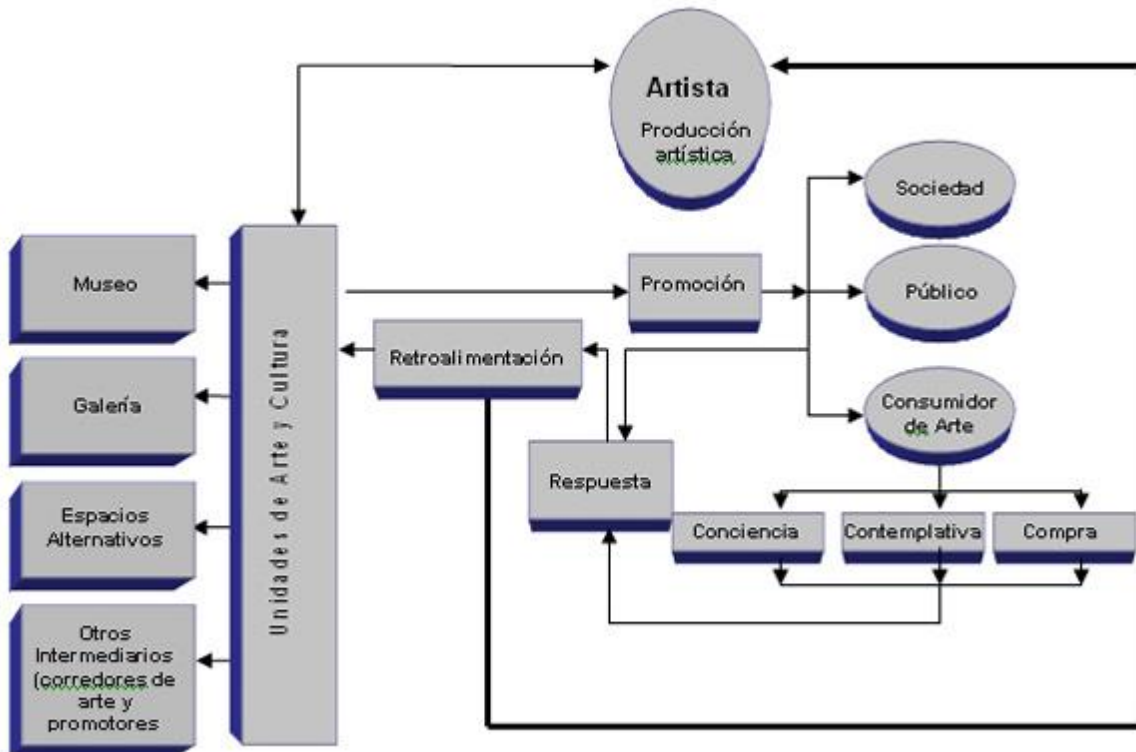 Artista
Producción
artística
Sociedad
Museo
Promoción
Público
Retroalimentación
Galería
Unidades de Arte y Cultura
Consumidor
de Arte
Respuesta
Espacios
Alternativos
Conciencia
Contemplativa
Compra
Otros
Intermediarios
(corredores de
arte y
promotores